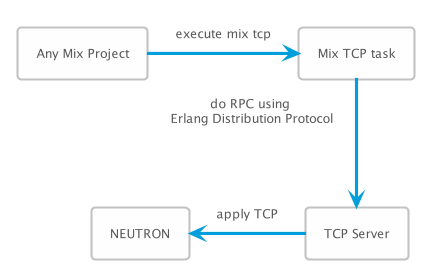 execute mix tcp
Any Mix Project
Mix TCP task
do RPC using
Erlang Distribution Protocol
apply TCP
NEUTRON
TCP Server